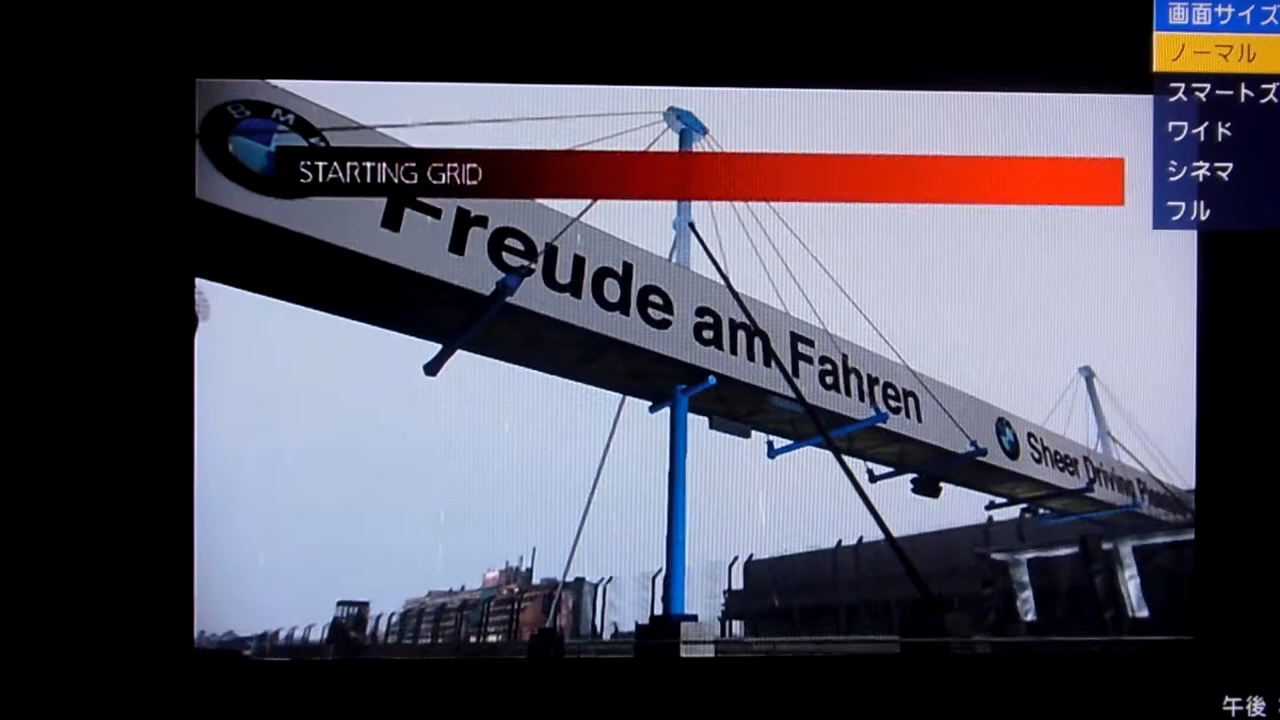 画面サイズ
ノーマル
スマートズ
ワイド
シネマ
フル
BMW
STARTING GRID
Freude am Fahren
Sheer Driving
午後